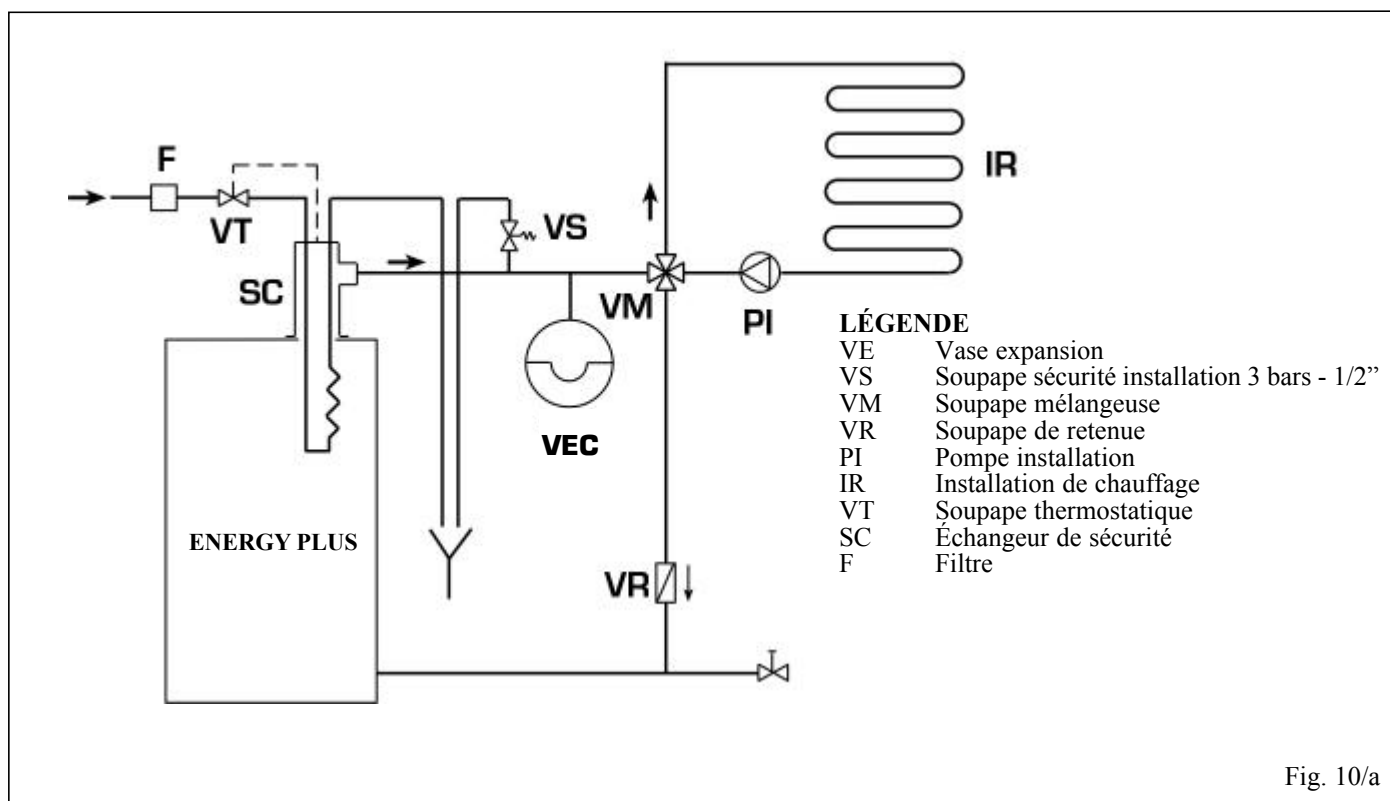 F
VT
VS
IR
SC
VM
PI
VEC
ENERGY PLUS
VR
LÉGENDE
VE Vase expansion
VS Soupape sécurité installation 3 bars - 1/2”
VM Soupape mélangeuse
VR Soupape de retenue
PI Pompe installation
IR Installation de chauffage
VT Soupape thermostatique
SC Échangeur de sécurité
F Filtre
Fig. 10/a